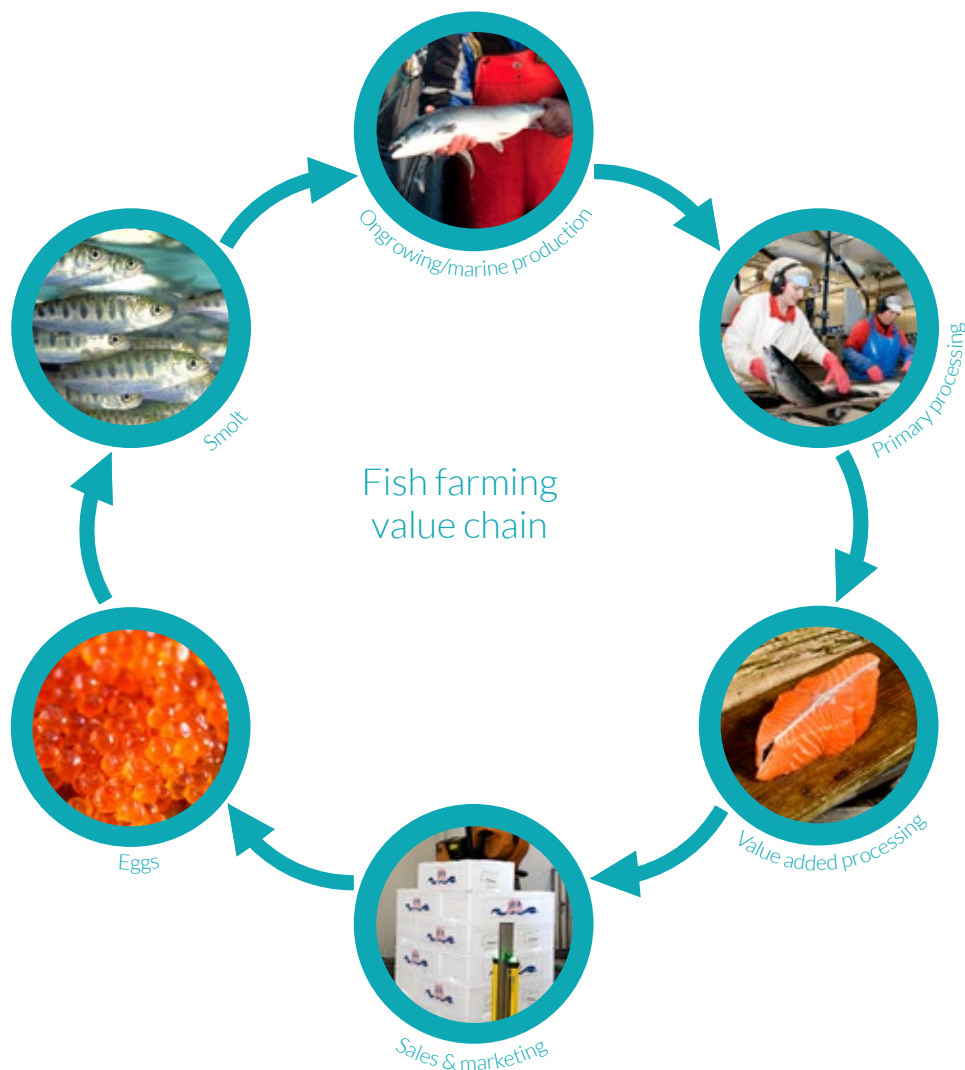 Ongrowing/marine production
Primary processing
Smolt
Fish farming
value chain
Value added processing
Eggs
Sales & marketing